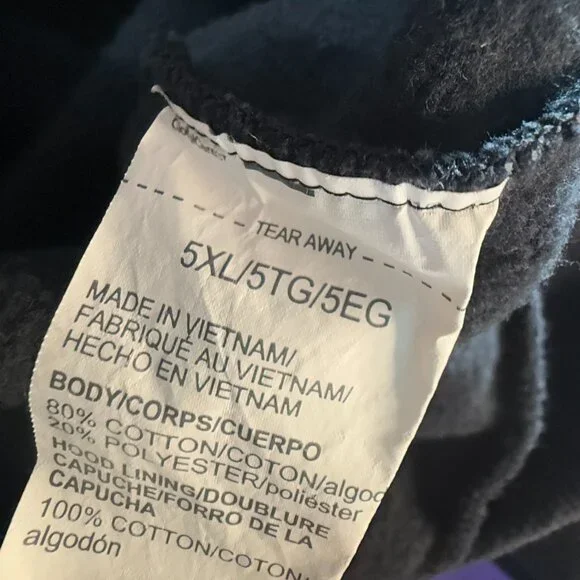 TEAR AWAY
5XL/5TG/5EG
MADE IN VIETNAM/
FABRIQUÉ AU VIETNAM/
HECHO EN VIETNAM
BODY/CORPS/CUERPO
80% COTTON/COTON/algod
20% POLYESTER/poliéster
HOOD LINING/DOUBLURE
CAPUCHE/FORRO DE LA
CAPUCHA
100% COTTON/COTON/
algodón